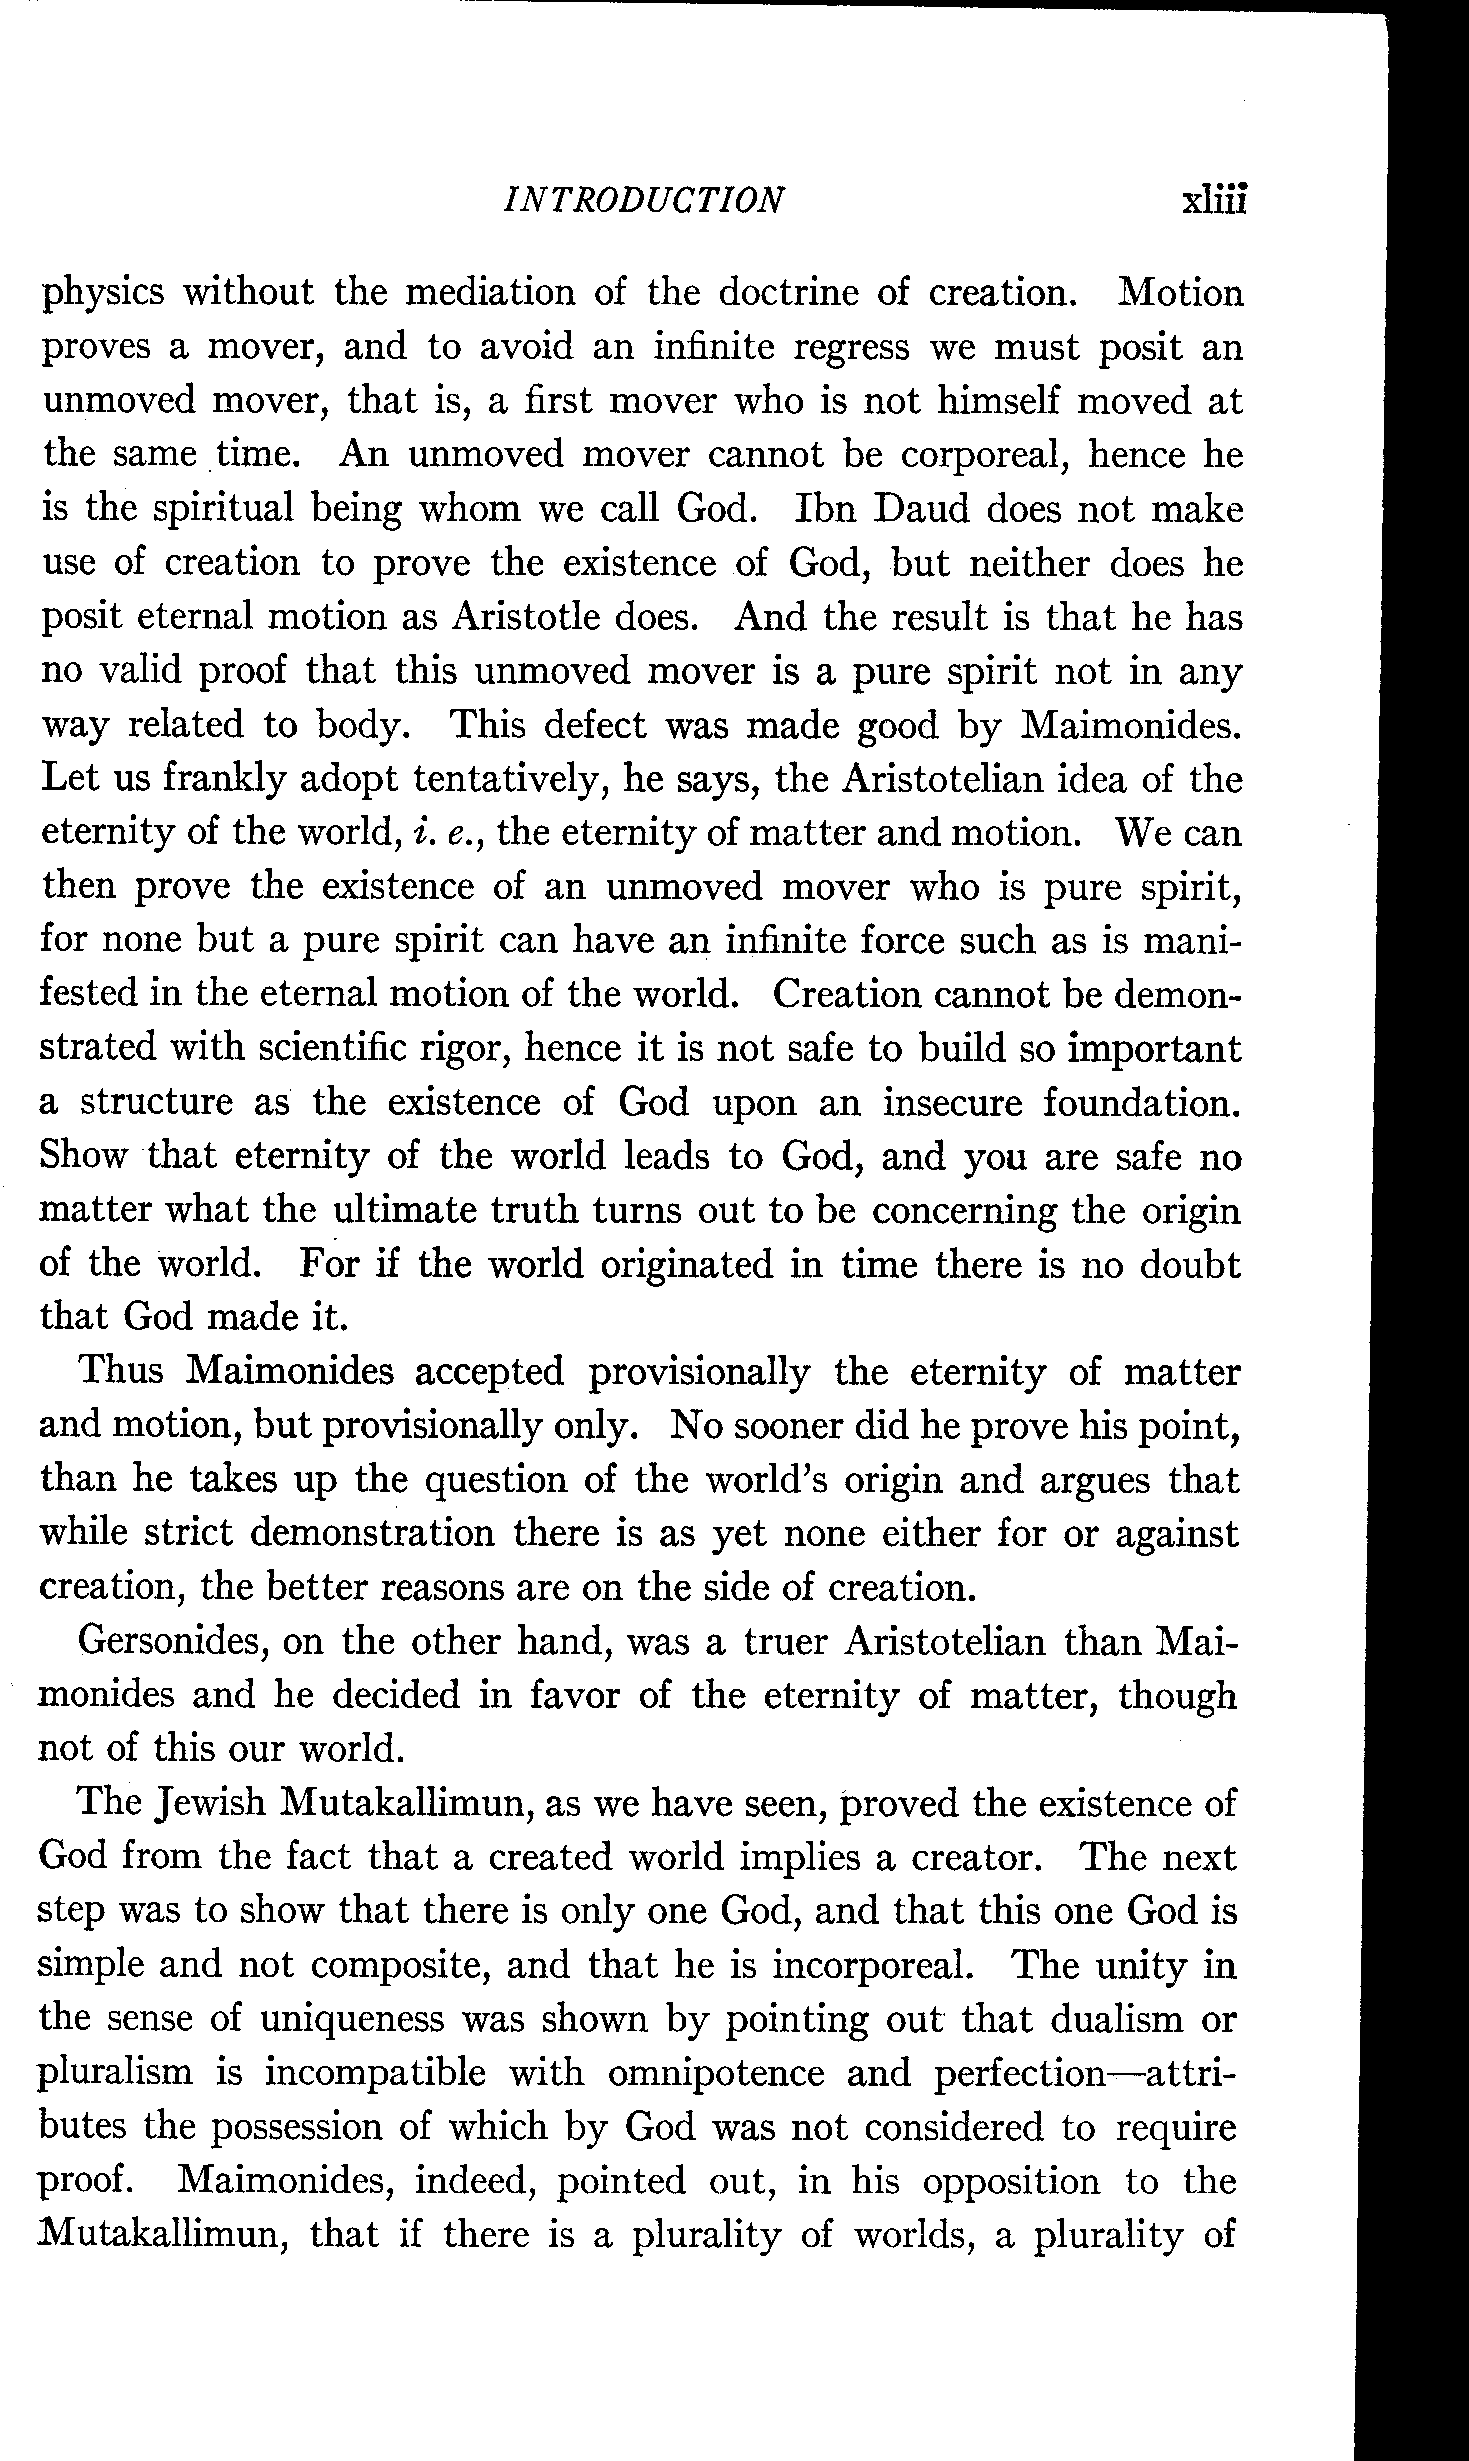 INTRODUCTION xliii
physics without the mediation of the doctrine of creation. Motion
proves a mover, and to avoid an infinite regress we must posit an
unmoved mover, that is, a first mover who is not himself moved at
the same time. An unmoved mover cannot be corporeal, hence he
is the spiritual being whom we call God. Ibn Daud does not make
use of creation to prove the existence of God, but neither does he
posit eternal motion as Aristotle does. And the result is that he has
no valid proof that this unmoved mover is a pure spirit not in any
way related to body. This defect was made good by Maimonides.
Let us frankly adopt tentatively, he says, the Aristotelian idea of the
eternity of the world, i. e., the eternity of matter and motion. We can
then prove the existence of an unmoved mover who is pure spirit,
for none but a pure spirit can have an infinite force such as is mani-
fested in the eternal motion of the world. Creation cannot be demon-
strated with scientific rigor, hence it is not safe to build so important
a structure as the existence of God upon an insecure foundation.
Show that eternity of the world leads to God, and you are safe no
matter what the ultimate truth turns out to be concerning the origin
of the world. For if the world originated in time there is no doubt
that God made it.
Thus Maimonides accepted provisionally the eternity of matter
and motion, but provisionally only. No sooner did he prove his point,
than he takes up the question of the world's origin and argues that
while strict demonstration there is as yet none either for or against
creation, the better reasons are on the side of creation.
Gersonides, on the other hand, was a truer Aristotelian than Mai-
monides and he decided in favor of the eternity of matter, though
not of this our world.
The Jewish Mutakallimun, as we have seen, proved the existence of
God from the fact that a created world implies a creator. The next
step was to show that there is only one God, and that this one God is
simple and not composite, and that he is incorporeal. The unity in
the sense of uniqueness was shown by pointing out that dualism or
pluralism is incompatible with omnipotence and perfection—attri-
butes the possession of which by God was not considered to require
proof. Maimonides, indeed, pointed out, in his opposition to the
Mutakallimun, that if there is a plurality of worlds, a plurality of